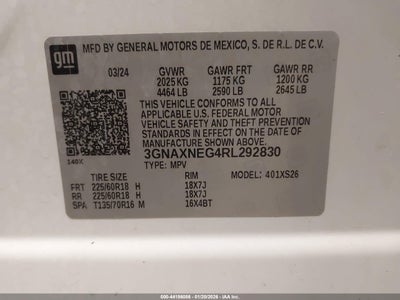 gm
MFD BY GENERAL MOTORS DE MEXICO, S. DE R.L. DE C.V.
03/24 GVWR GAWR FRT GAWR RR
2025 KG 1175 KG 1200 KG
4464 LB 2590 LB 2645 LB
THIS VEHICLE CONFORMS TO ALL APPLICABLE
U.S. FEDERAL MOTOR VEHICLE
SAFETY, BUMPER, AND THEFT PREVENTION
STANDARDS IN EFFECT ON THE DATE OF
MANUFACTURE SHOWN ABOVE.
3GNAXNEG4RL292830
TYPE: MPV
TIRE SIZE RIM MODEL: 401XS26
FRT 225/60R18 H 18X7J
RR 225/60R18 H 18X7J
SPA T135/70R16 M 16X4BT